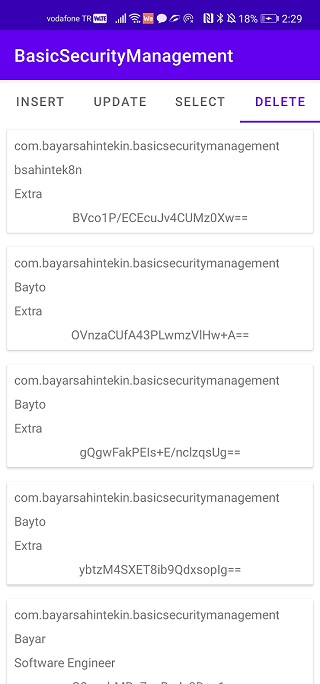 vodafone TR VoLTE 18% 2:29
BasicSecurityManagement
INSERT UPDATE SELECT DELETE
com.bayarsahintekin.basicsecuritymanagement
bsahintek8n
Extra
BVco1P/ECEcuJv4CUMz0Xw==
com.bayarsahintekin.basicsecuritymanagement
Bayto
Extra
OVnzaCUfA43PLwmzVlHw+A==
com.bayarsahintekin.basicsecuritymanagement
Bayto
Extra
gQgwFakPEIs+E/nclzqsUg==
com.bayarsahintekin.basicsecuritymanagement
Bayto
Extra
ybtzM4SXET8ib9QdxsopIg==
com.bayarsahintekin.basicsecuritymanagement
Bayar
Software Engineer